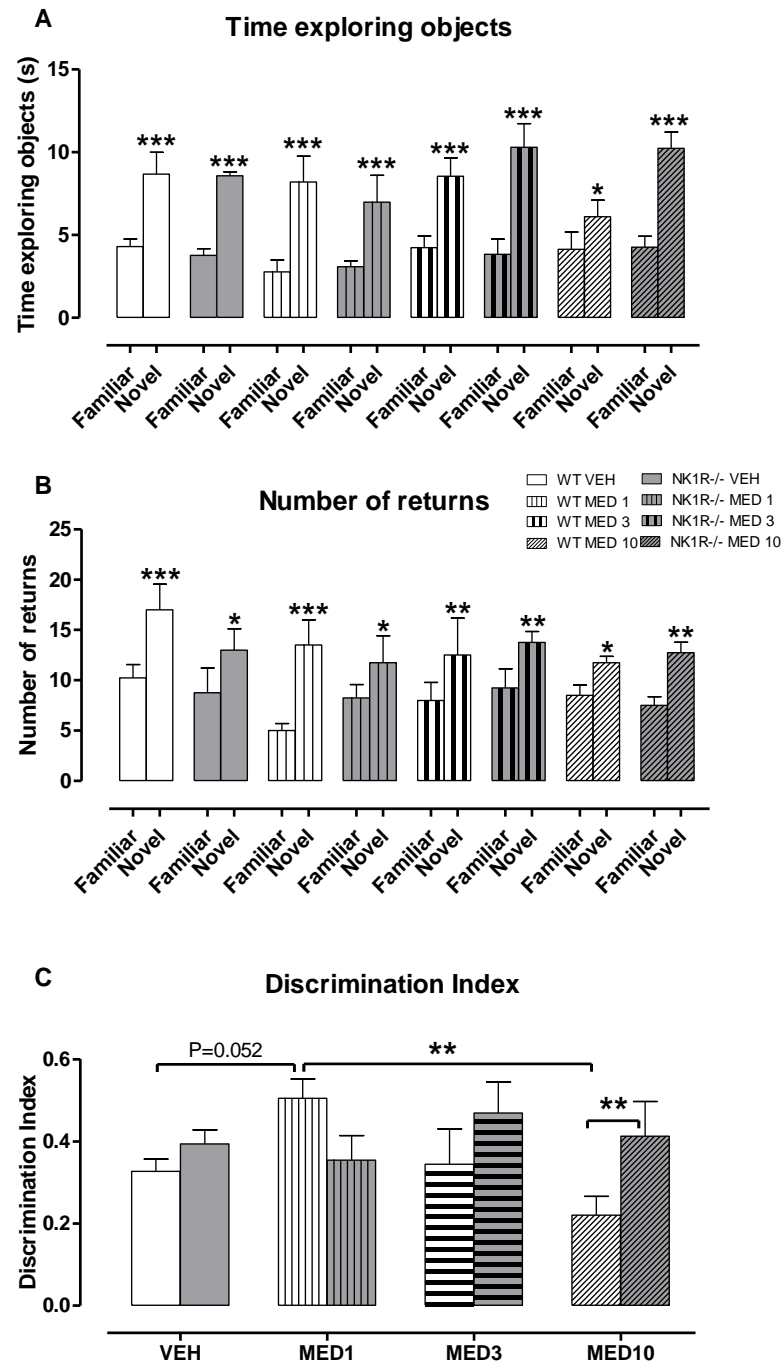 A
Time exploring objects
Time exploring objects (s)
15
10
5
0
*** *** *** *** *** *** * ***
Familiar Novel Familiar Novel Familiar Novel Familiar Novel Familiar Novel Familiar Novel Familiar Novel Familiar Novel
B
Number of returns
WT VEH NK1R-/- VEH
WT MED 1 NK1R-/- MED 1
WT MED 3 NK1R-/- MED 3
WT MED 10 NK1R-/- MED 10
Number of returns
25
20
15
10
5
0
*** * *** * ** ** * **
Familiar Novel Familiar Novel Familiar Novel Familiar Novel Familiar Novel Familiar Novel Familiar Novel Familiar Novel
C
Discrimination Index
Discrimination Index
0.6
0.4
0.2
0.0
P=0.052
**
**
VEH MED1 MED3 MED10